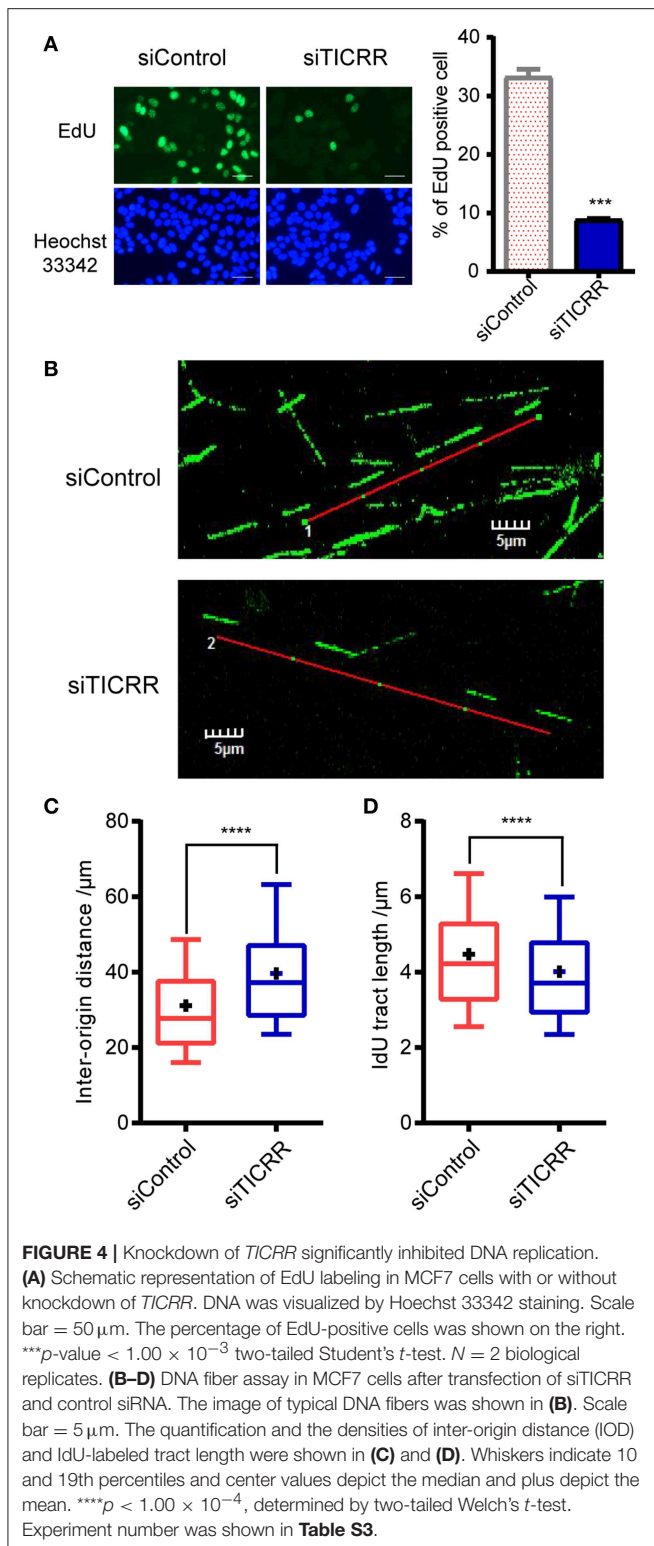 A
siControl
siTICRR
EdU
Heochst
33342
% of EdU positive cell
40
30
20
10
0
***
siControl
siTICRR
B
siControl
1
5µm
siTICRR
2
5µm
C
Inter-origin distance /µm
80
60
40
20
0
****
siControl
siTICRR
D
IdU tract length /µm
8
6
4
2
0
****
siControl
siTICRR
FIGURE 4 | Knockdown of TICRR significantly inhibited DNA replication.
(A) Schematic representation of EdU labeling in MCF7 cells with or without
knockdown of TICRR. DNA was visualized by Hoechst 33342 staining. Scale
bar = 50 µm. The percentage of EdU-positive cells was shown on the right.
***p-value < 1.00 × 10⁻³ two-tailed Student's t-test. N = 2 biological
replicates. (B–D) DNA fiber assay in MCF7 cells after transfection of siTICRR
and control siRNA. The image of typical DNA fibers was shown in (B). Scale
bar = 5 µm. The quantification and the densities of inter-origin distance (IOD)
and IdU-labeled tract length were shown in (C) and (D). Whiskers indicate 10
and 19th percentiles and center values depict the median and plus depict the
mean. ****p < 1.00 × 10⁻⁴, determined by two-tailed Welch's t-test.
Experiment number was shown in Table S3.